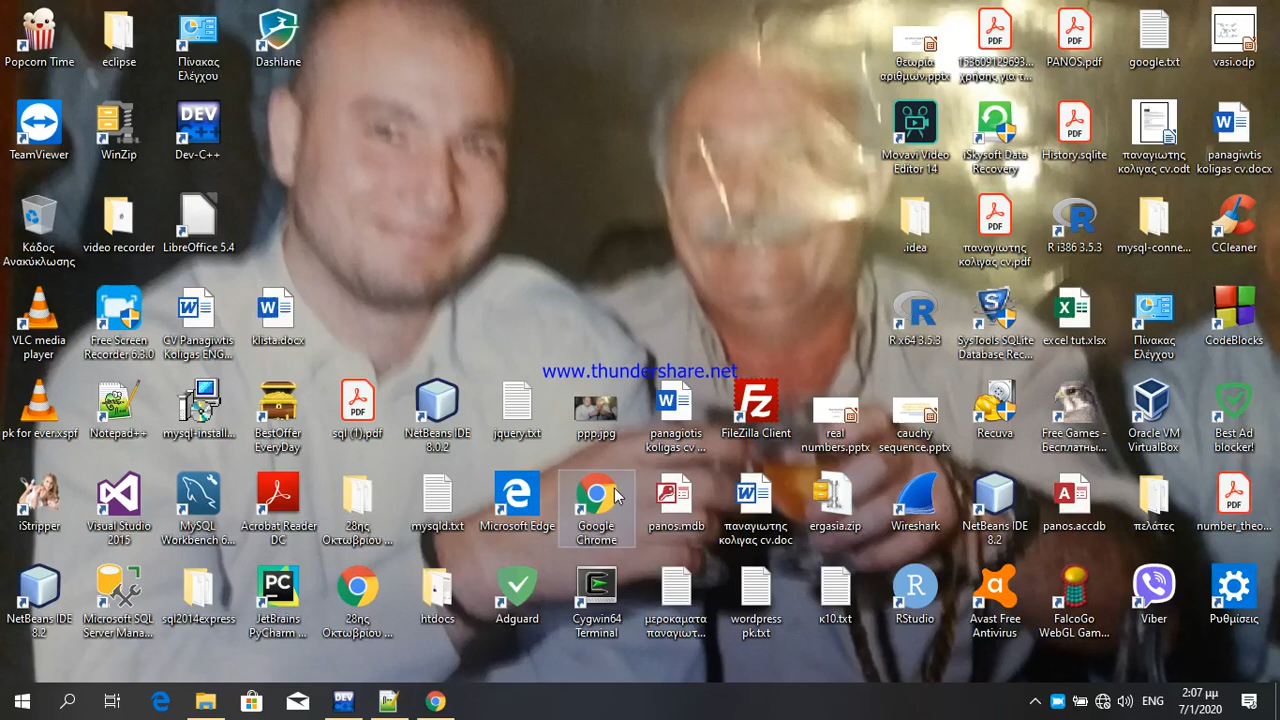 Popcorn Time
eclipse
Πίνακας
Ελέγχου
Dashlane
θεωρία
αριθμων.pptx
153609129693...
χρήσης για τ...
PANOS.pdf
google.txt
vasi.odp
TeamViewer
WinZip
Dev-C++
Movavi Video
Editor 14
iSkysoft Data
Recovery
History.sqlite
παναγιωτης
κολιγας cv.odt
panagiwtis
koligas cv.docx
Κάδος
Ανακύκλωσης
video recorder
LibreOffice 5.4
.idea
παναγιωτης
κολιγας cv.pdf
R i386 3.5.3
mysql-conne...
CCleaner
VLC media
player
Free Screen
Recorder 6.3.0
CV Panagiwtis
Koligas ENG...
klista.docx
R x64 3.5.3
SysTools SQLite
Database Rec...
excel tut.xlsx
Πίνακας
Ελέγχου
CodeBlocks
www.thundershare.net
pk for ever.xspf
Notepad++
mysql-install...
BestOffer
EveryDay
sql (1).pdf
NetBeans IDE
8.0.2
jquery.txt
ppp.jpg
panagiotis
koligas cv ...
FileZilla Client
real
numbers.pptx
cauchy
sequence.pptx
Recuva
Free Games -
Бесплатны...
Oracle VM
VirtualBox
Best Ad
blocker!
iStripper
Visual Studio
2015
MySQL
Workbench 6...
Acrobat Reader
DC
28ης
Οκτωβρίου ...
mysqld.txt
Microsoft Edge
Google
Chrome
panos.mdb
παναγιωτης
κολιγας cv.doc
ergasia.zip
Wireshark
NetBeans IDE
8.2
panos.accdb
πελάτες
number_theo...
NetBeans IDE
8.2
Microsoft SQL
Server Mana...
sql2014express
JetBrains
PyCharm ...
28ης
Οκτωβρίου ...
htdocs
Adguard
Cygwin64
Terminal
μεροκαματα
παναγιωτ...
wordpress
pk.txt
κ10.txt
RStudio
Avast Free
Antivirus
FalcoGo
WebGL Gam...
Viber
Ρυθμίσεις
ENG
2:07 μμ
7/1/2020